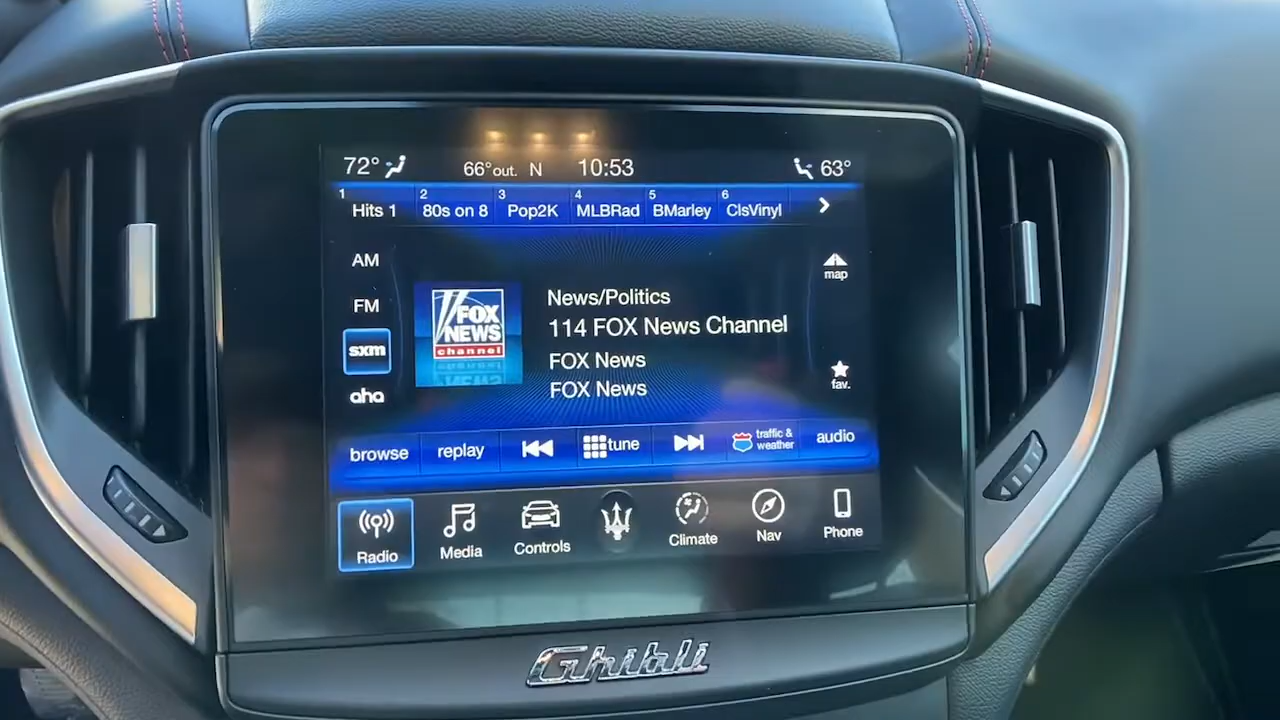 72° 66°out. N 10:53 63°
1 Hits 1 2 80s on 8 3 Pop2K 4 MLBRad 5 BMarley 6 ClsVinyl
AM
map
FM
sxm
aha
FOX
NEWS
channel
News/Politics
114 FOX News Channel
FOX News
FOX News
fav.
browse replay tune traffic & weather audio
Radio Media Controls Climate Nav Phone
Ghibli